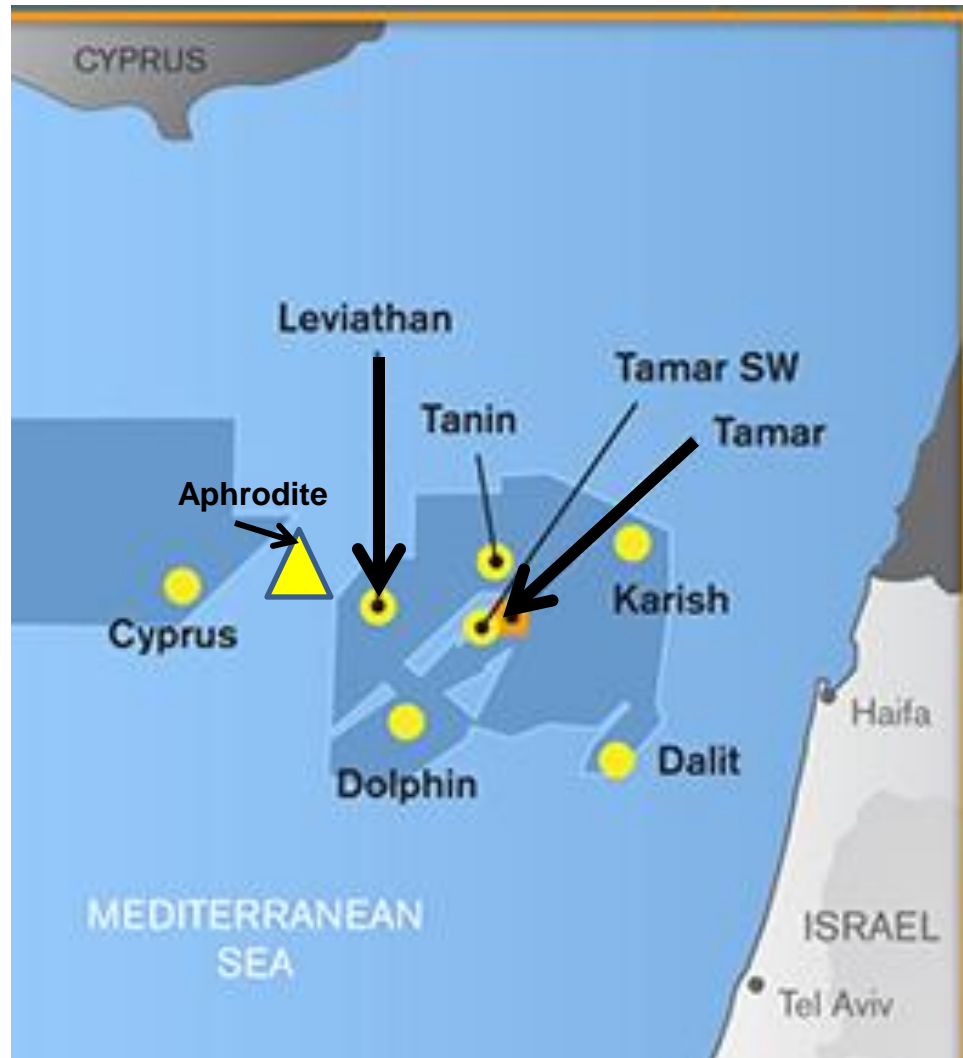 CYPRUS
Leviathan
Tamar SW
Tanin
Tamar
Aphrodite
Karish
Cyprus
Haifa
Dolphin
Dalit
MEDITERRANEAN
SEA
ISRAEL
Tel Aviv